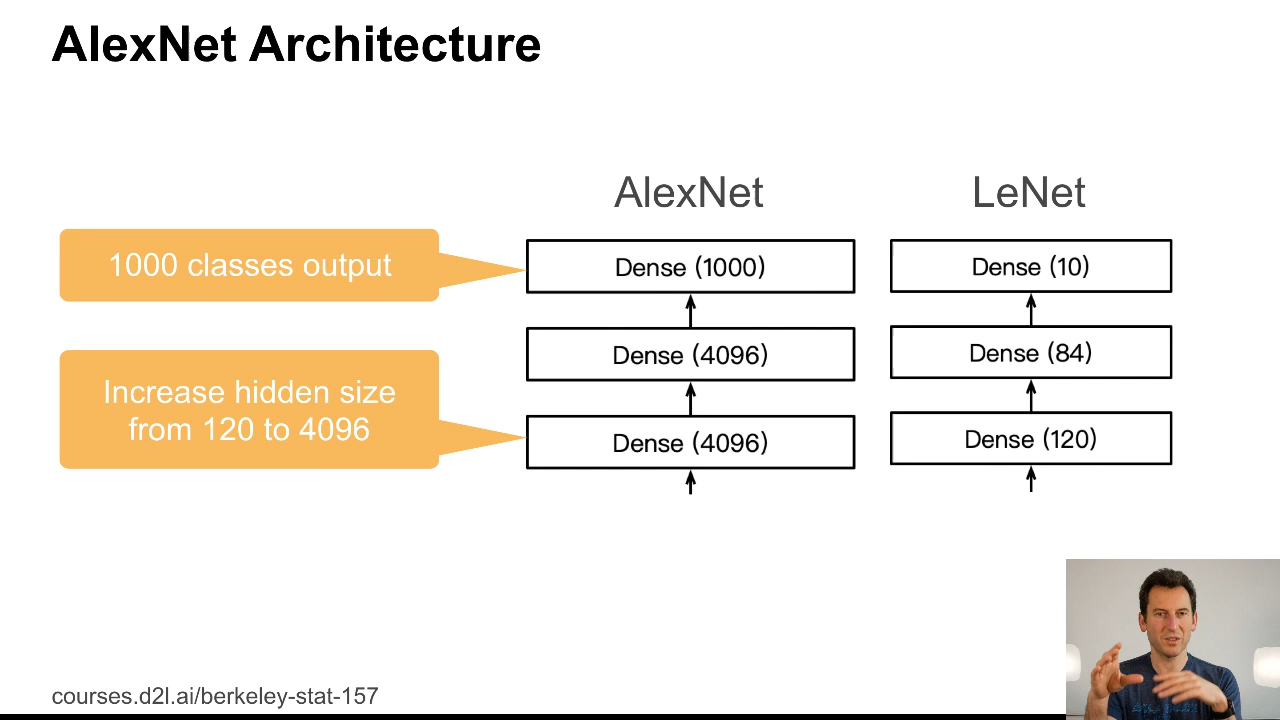 AlexNet Architecture
AlexNet
LeNet
1000 classes output
Dense (1000)
Dense (10)
Dense (4096)
Dense (84)
Increase hidden size
from 120 to 4096
Dense (4096)
Dense (120)
courses.d2l.ai/berkeley-stat-157